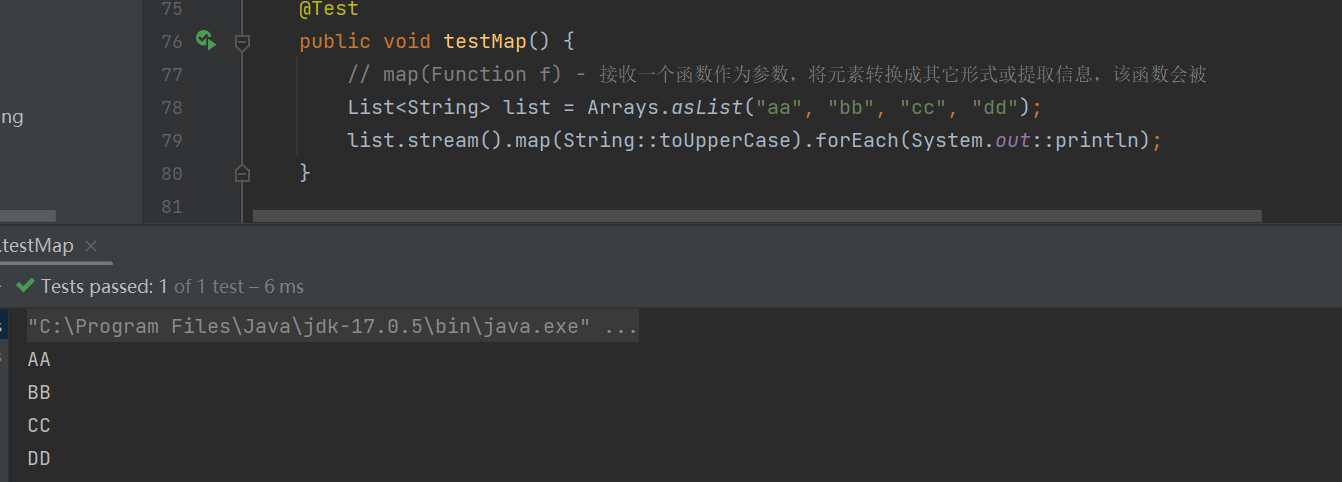 75 @Test
76 public void testMap() {
77 // map(Function f) - 接收一个函数作为参数，将元素转换成其它形式或提取信息，该函数会被
ng
78 List<String> list = Arrays.asList("aa", "bb", "cc", "dd");
79 list.stream().map(String::toUpperCase).forEach(System.out::println);
80 }
81
.testMap ×
Tests passed: 1 of 1 test – 6 ms
"C:\Program Files\Java\jdk-17.0.5\bin\java.exe" ...
AA
BB
CC
DD